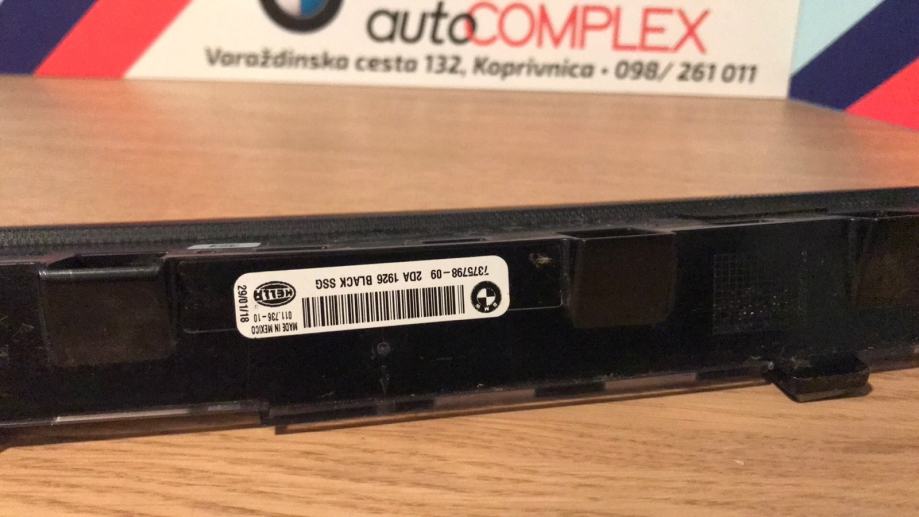 autoCOMPLEX
Varaždinska cesta 132, Koprivnica • 098/ 261 011
7375798-09 2DA 1926 BLACK SSG
BMW
HELLA
011.736-10
MADE IN MEXICO
29/01/18